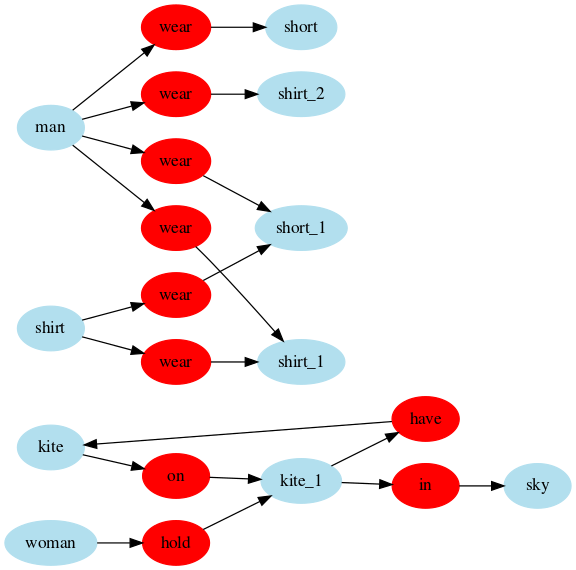 wear
short
wear
shirt_2
man
wear
wear
short_1
wear
shirt
wear
shirt_1
have
kite
on
kite_1
in
sky
woman
hold